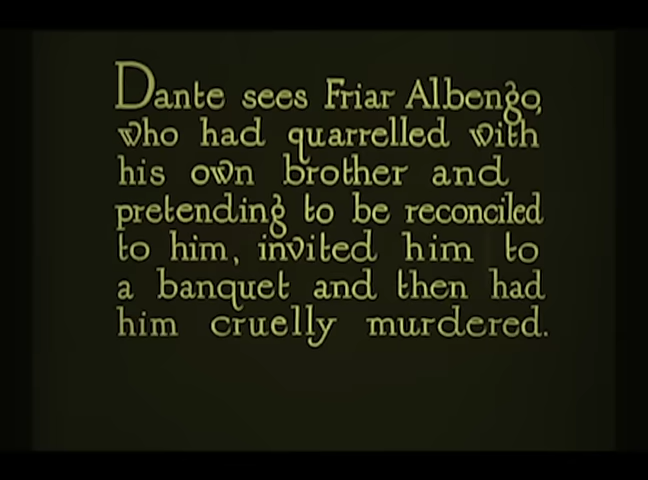 Dante sees Friar Albengo,
who had quarrelled with
his own brother and
pretending to be reconciled
to him, invited him to
a banquet and then had
him cruelly murdered.